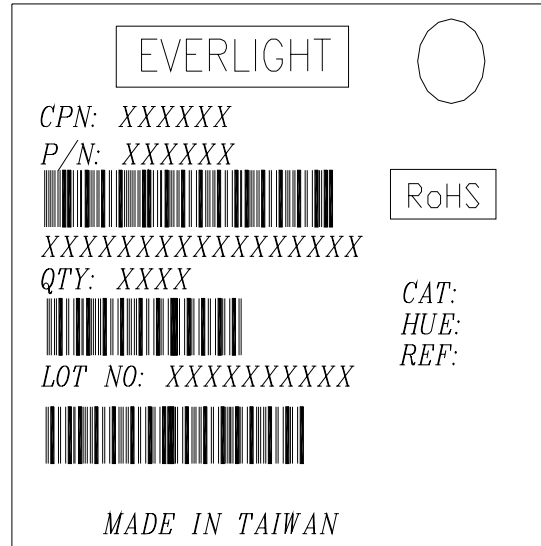 EVERLIGHT
CPN: XXXXXX
P/N: XXXXXX
RoHS
XXXXXXXXXXXXXXXXX
QTY: XXXX
CAT:
HUE:
REF:
LOT NO: XXXXXXXXXX
MADE IN TAIWAN